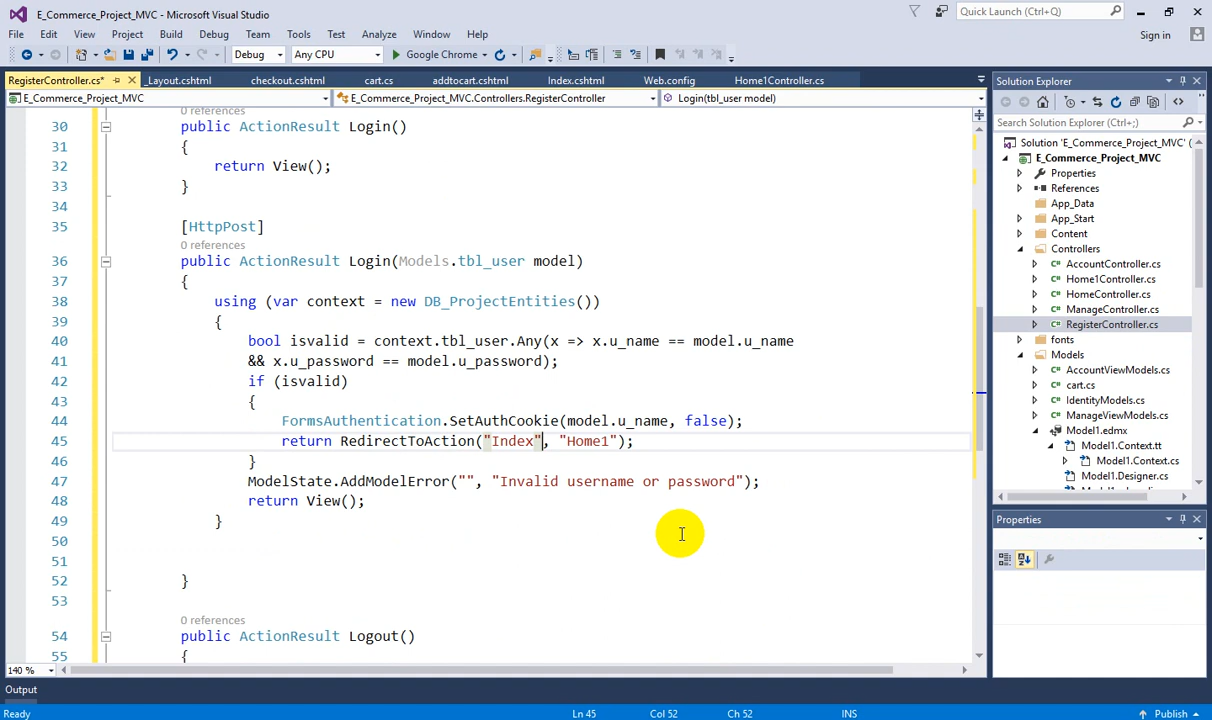 E_Commerce_Project_MVC - Microsoft Visual Studio
Quick Launch (Ctrl+Q)
File Edit View Project Build Debug Team Tools Test Analyze Window Help
Sign in
Debug Any CPU Google Chrome
RegisterController.cs* _Layout.cshtml checkout.cshtml cart.cs addtocart.cshtml Index.cshtml Web.config Home1Controller.cs
E_Commerce_Project_MVC E_Commerce_Project_MVC.Controllers.RegisterController Login(tbl_user model)
0 references
30 public ActionResult Login()
31 {
32 return View();
33 }
34
35 [HttpPost]
0 references
36 public ActionResult Login(Models.tbl_user model)
37 {
38 using (var context = new DB_ProjectEntities())
39 {
40 bool isvalid = context.tbl_user.Any(x => x.u_name == model.u_name
41 && x.u_password == model.u_password);
42 if (isvalid)
43 {
44 FormsAuthentication.SetAuthCookie(model.u_name, false);
45 return RedirectToAction("Index", "Home1");
46 }
47 ModelState.AddModelError("", "Invalid username or password");
48 return View();
49 }
50
51
52 }
53
0 references
54 public ActionResult Logout()
55 {
140 %
Output
Ready Ln 45 Col 52 Ch 52 INS Publish
Solution Explorer
Search Solution Explorer (Ctrl+;)
Solution 'E_Commerce_Project_MVC' (
E_Commerce_Project_MVC
Properties
References
App_Data
App_Start
Content
Controllers
C# AccountController.cs
C# Home1Controller.cs
C# HomeController.cs
C# ManageController.cs
C# RegisterController.cs
fonts
Models
C# AccountViewModels.cs
C# cart.cs
C# IdentityModels.cs
C# ManageViewModels.cs
Model1.edmx
Model1.Context.tt
C# Model1.Context.cs
C# Model1.Designer.cs
Properties